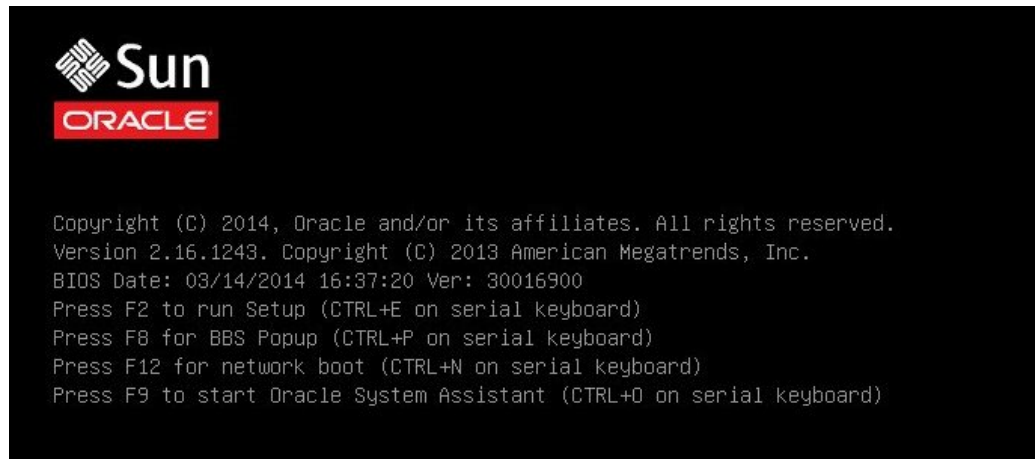 Sun
ORACLE
Copyright (C) 2014, Oracle and/or its affiliates. All rights reserved.
Version 2.16.1243. Copyright (C) 2013 American Megatrends, Inc.
BIOS Date: 03/14/2014 16:37:20 Ver: 30016900
Press F2 to run Setup (CTRL+E on serial keyboard)
Press F8 for BBS Popup (CTRL+P on serial keyboard)
Press F12 for network boot (CTRL+N on serial keyboard)
Press F9 to start Oracle System Assistant (CTRL+O on serial keyboard)